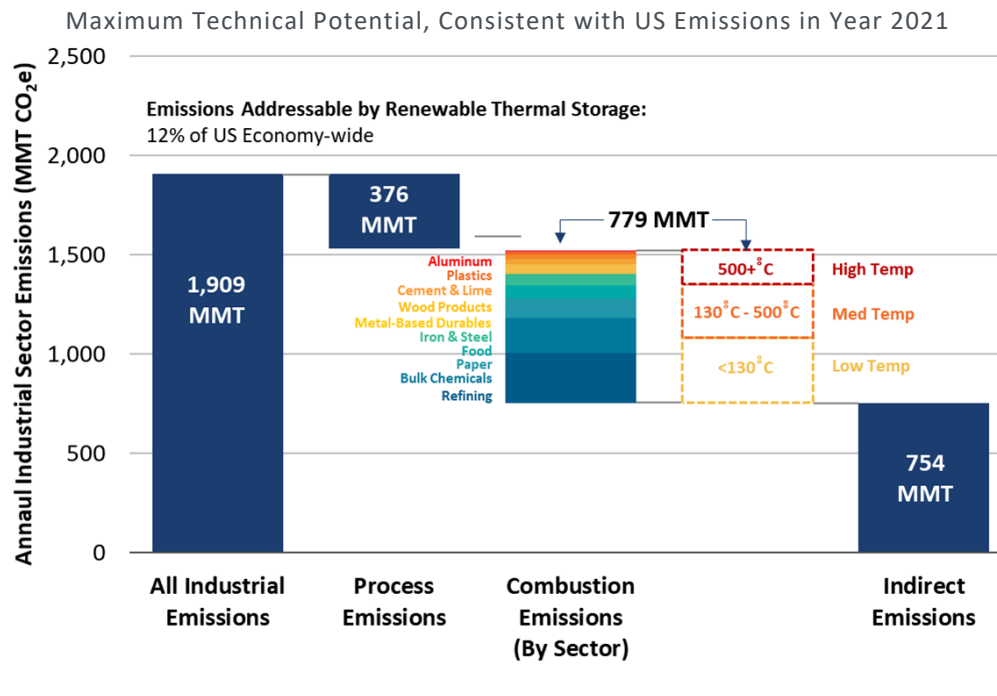 Maximum Technical Potential, Consistent with US Emissions in Year 2021
Annaul Industrial Sector Emissions (MMT CO₂e)
2,500
2,000
1,500
1,000
500
0
Emissions Addressable by Renewable Thermal Storage:
12% of US Economy-wide
1,909
MMT
376
MMT
779 MMT
Aluminum
Plastics
Cement & Lime
Wood Products
Metal-Based Durables
Iron & Steel
Food
Paper
Bulk Chemicals
Refining
500+°C
High Temp
130°C - 500°C
Med Temp
<130°C
Low Temp
754
MMT
All Industrial
Emissions
Process
Emissions
Combustion
Emissions
(By Sector)
Indirect
Emissions